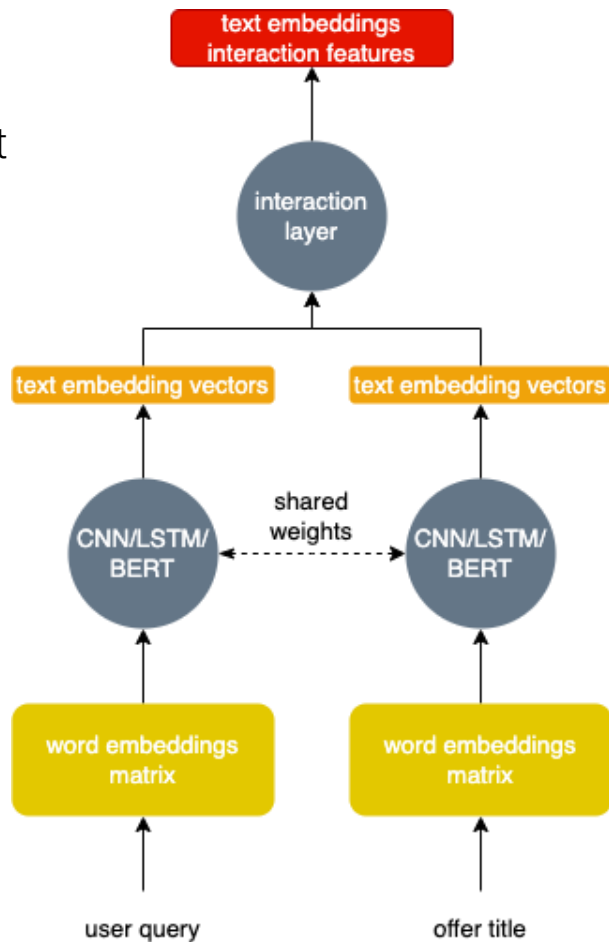 text embeddings
interaction features
t
interaction
layer
text embedding vectors
text embedding vectors
CNN/LSTM/
BERT
shared
weights
CNN/LSTM/
BERT
word embeddings
matrix
word embeddings
matrix
user query
offer title